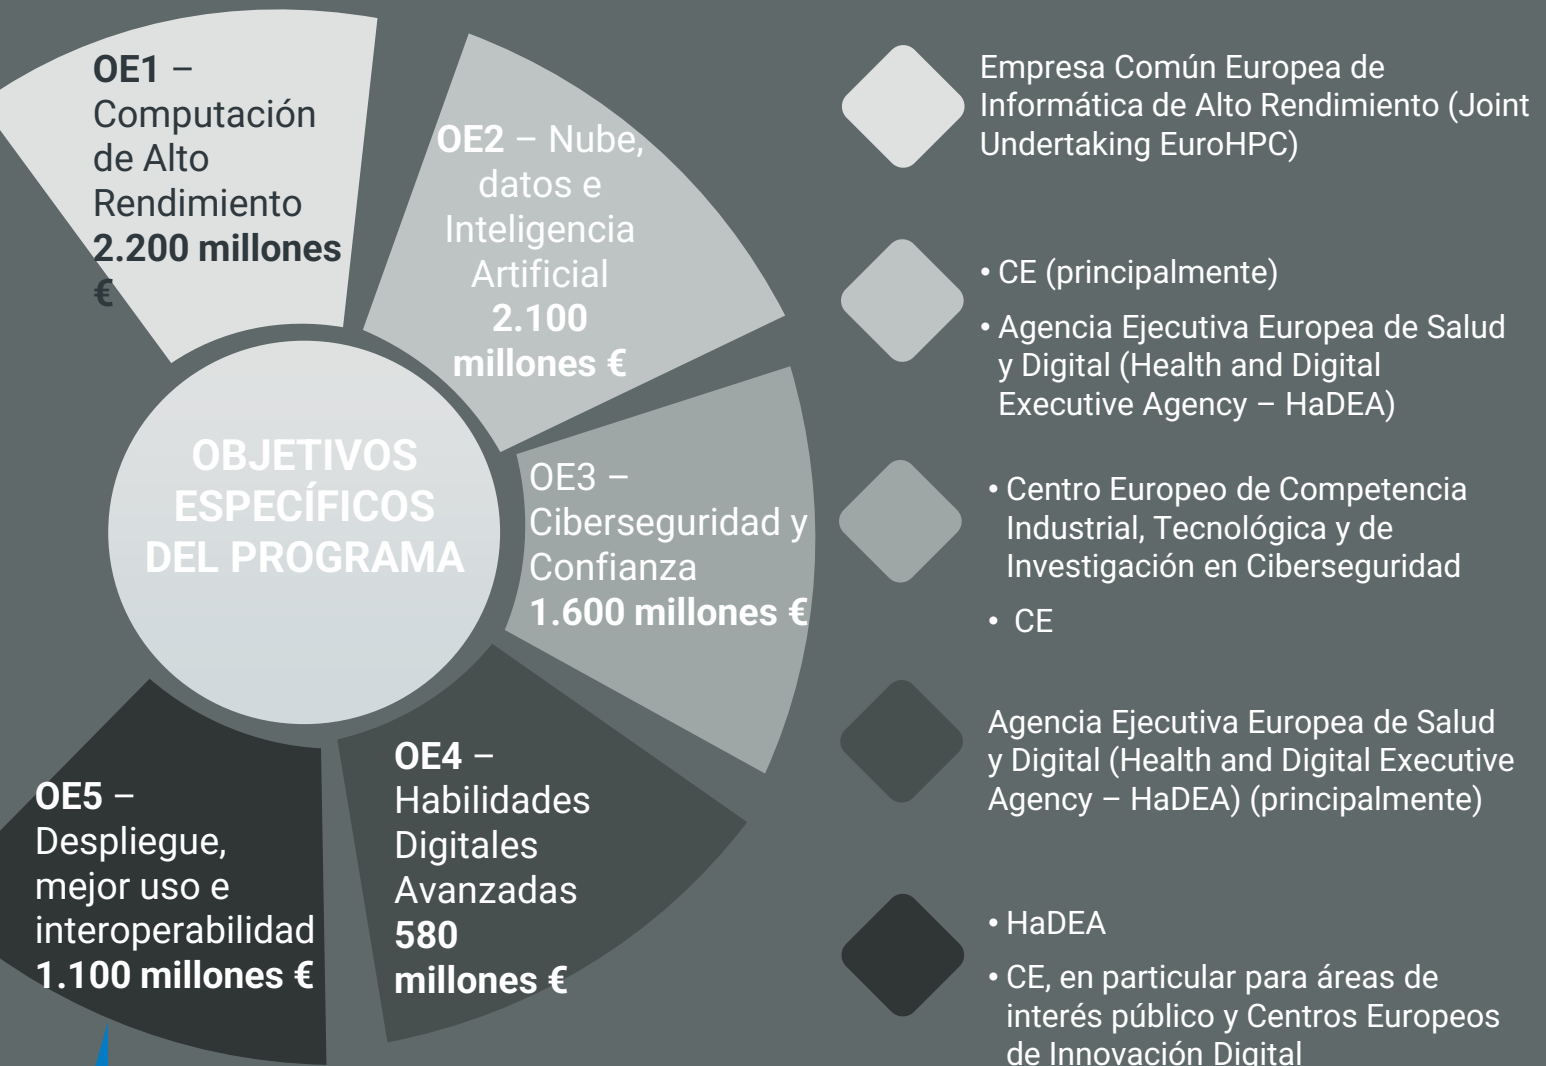 OE1 –
Computación
de Alto
Rendimiento
2.200 millones
€
OE2 – Nube,
datos e
Inteligencia
Artificial
2.100
millones €
OE3 –
Ciberseguridad y
Confianza
1.600 millones €
OE4 –
Habilidades
Digitales
Avanzadas
580
millones €
OE5 –
Despliegue,
mejor uso e
interoperabilidad
1.100 millones €
OBJETIVOS
ESPECÍFICOS
DEL PROGRAMA
Empresa Común Europea de
Informática de Alto Rendimiento (Joint
Undertaking EuroHPC)
• CE (principalmente)
• Agencia Ejecutiva Europea de Salud
y Digital (Health and Digital
Executive Agency – HaDEA)
• Centro Europeo de Competencia
Industrial, Tecnológica y de
Investigación en Ciberseguridad
• CE
Agencia Ejecutiva Europea de Salud
y Digital (Health and Digital Executive
Agency – HaDEA) (principalmente)
• HaDEA
• CE, en particular para áreas de
interés público y Centros Europeos
de Innovación Digital